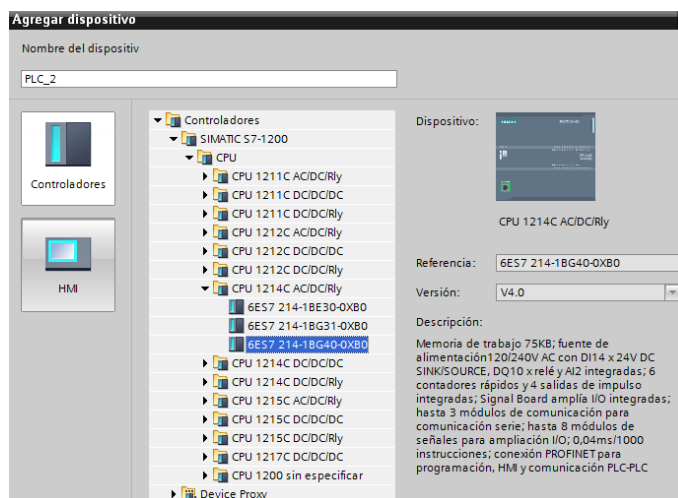 Agregar dispositivo
Nombre del dispositiv
PLC_2
Controladores
HMI
Controladores
SIMATIC S7-1200
CPU
CPU 1211C AC/DC/Rly
CPU 1211C DC/DC/DC
CPU 1211C DC/DC/Rly
CPU 1212C AC/DC/Rly
CPU 1212C DC/DC/DC
CPU 1212C DC/DC/Rly
CPU 1214C AC/DC/Rly
6ES7 214-1BE30-0XB0
6ES7 214-1BG31-0XB0
6ES7 214-1BG40-0XB0
CPU 1214C DC/DC/DC
CPU 1214C DC/DC/Rly
CPU 1215C AC/DC/Rly
CPU 1215C DC/DC/DC
CPU 1215C DC/DC/Rly
CPU 1217C DC/DC/DC
CPU 1200 sin especificar
Device Proxy
Dispositivo:
CPU 1214C AC/DC/Rly
Referencia: 6ES7 214-1BG40-0XB0
Versión: V4.0
Descripción:
Memoria de trabajo 75KB; fuente de
alimentación120/240V AC con DI14 x 24V DC
SINK/SOURCE, DQ10 x relé y AI2 integradas; 6
contadores rápidos y 4 salidas de impulso
integradas; Signal Board amplía I/O integradas;
hasta 3 módulos de comunicación para
comunicación serie; hasta 8 módulos de
señales para ampliación I/O; 0,04ms/1000
instrucciones; conexión PROFINET para
programación, HMI y comunicación PLC-PLC